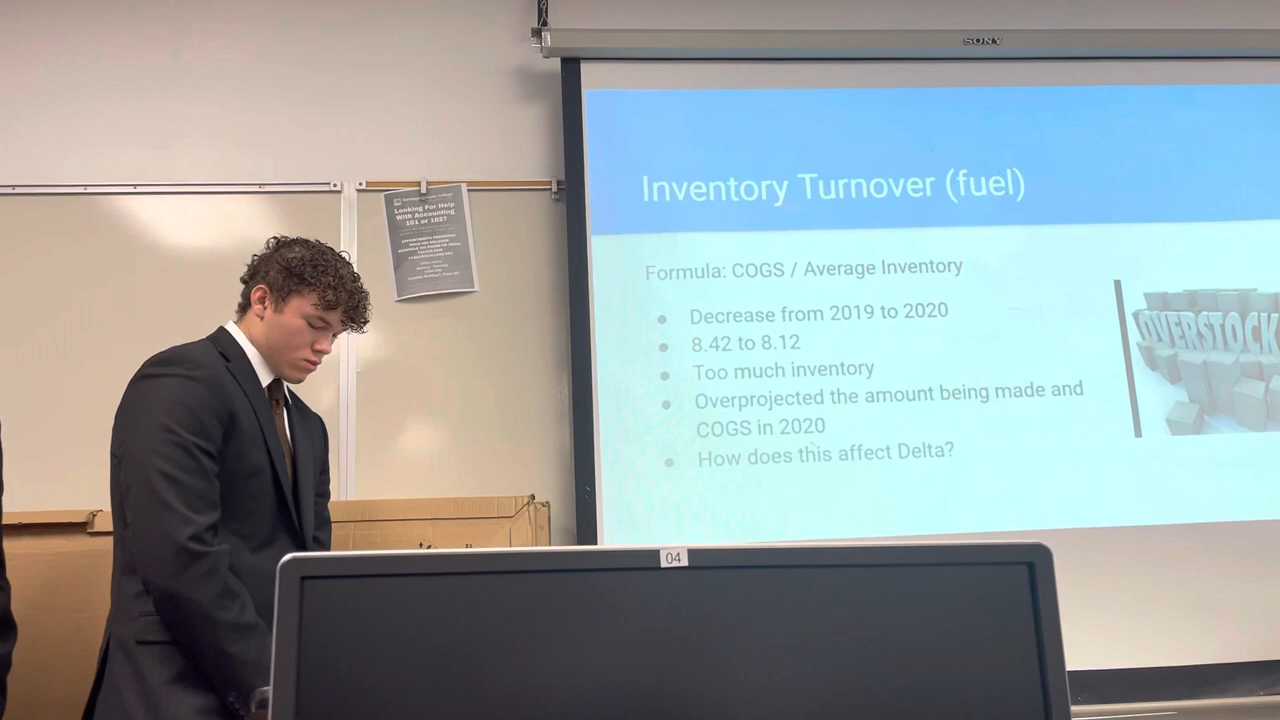 SONY
Inventory Turnover (fuel)
Formula: COGS / Average Inventory
• Decrease from 2019 to 2020
• 8.42 to 8.12
• Too much inventory
• Overprojected the amount being made and
COGS in 2020
• How does this affect Delta?
OVERSTOCK
Looking For Help
With Accounting
101 or 102?
04